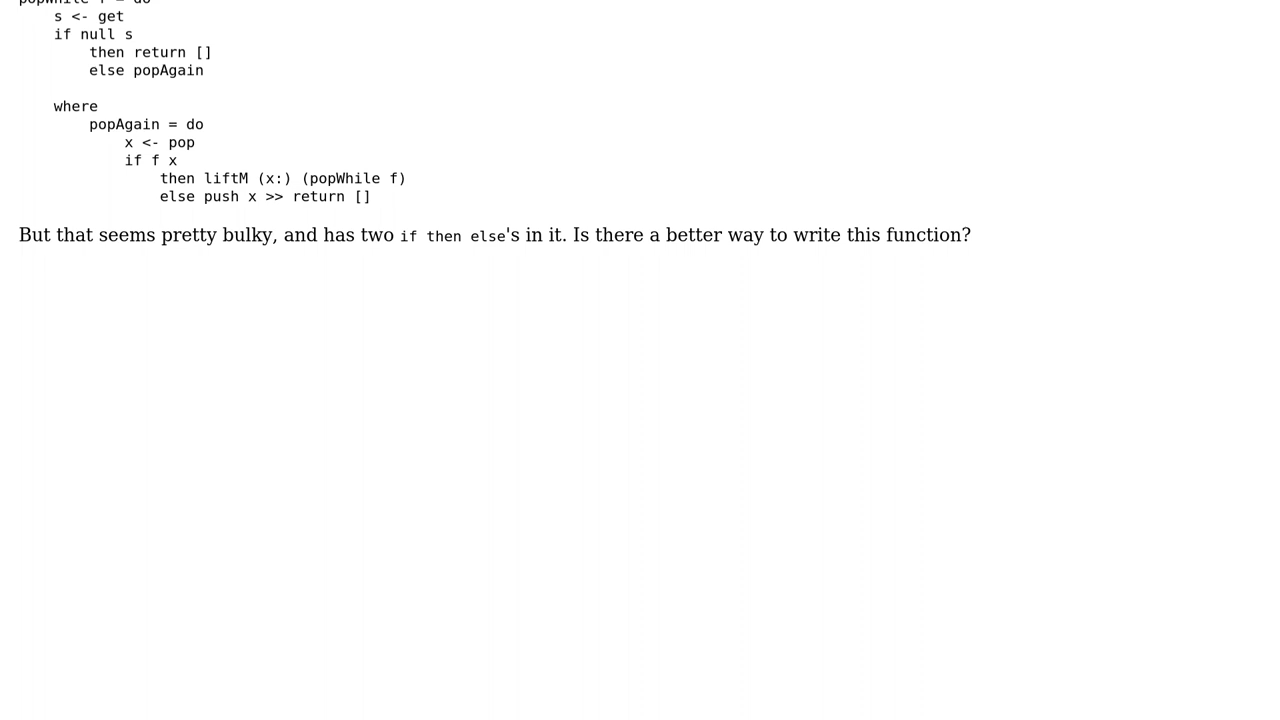 popWhile f = do
    s <- get
    if null s
        then return []
        else popAgain

    where
        popAgain = do
            x <- pop
            if f x
                then liftM (x:) (popWhile f)
                else push x >> return []
But that seems pretty bulky, and has two if then else's in it. Is there a better way to write this function?